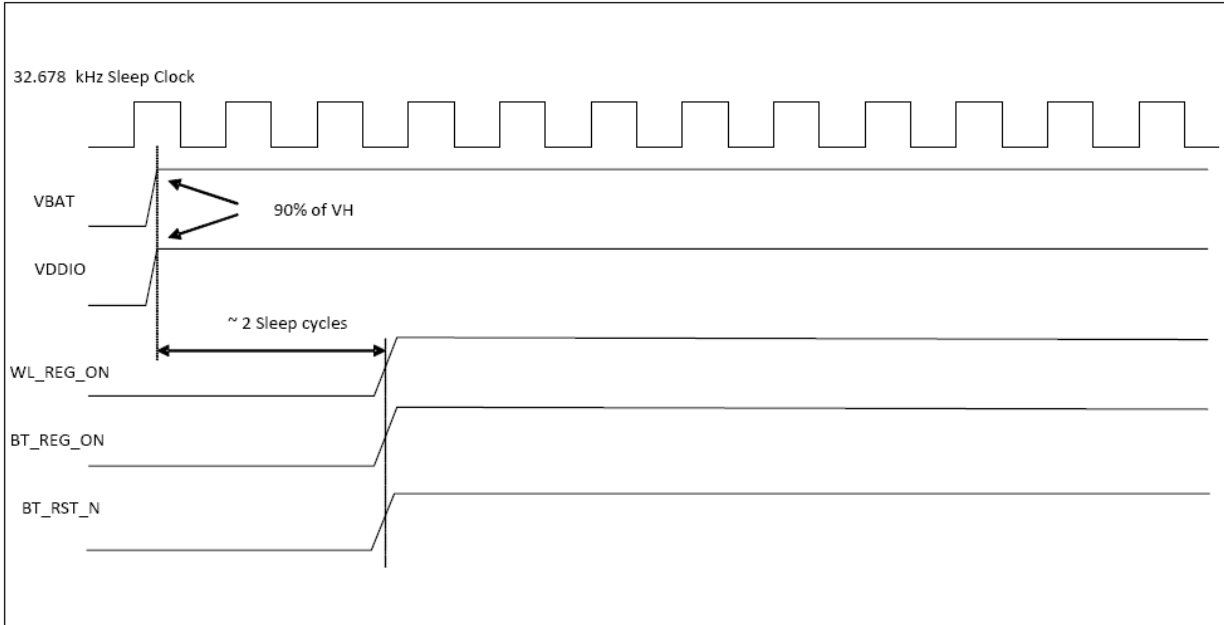 32.678 kHz Sleep Clock
VBAT
90% of VH
VDDIO
~ 2 Sleep cycles
WL_REG_ON
BT_REG_ON
BT_RST_N